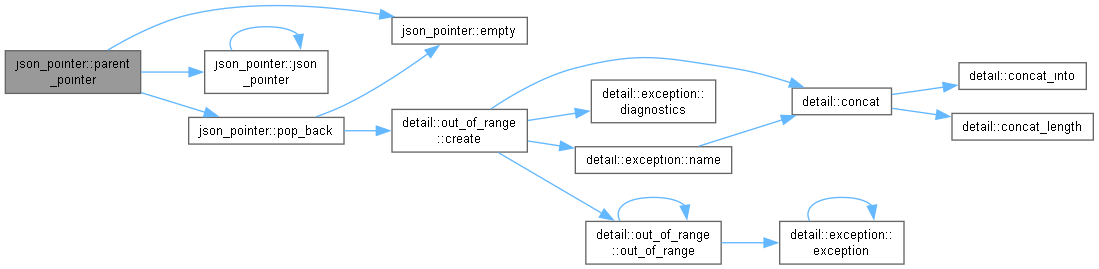 json_pointer::parent
_pointer
json_pointer::empty
json_pointer::json
_pointer
json_pointer::pop_back
detail::out_of_range
::create
detail::exception::
diagnostics
detail::exception::name
detail::out_of_range
::out_of_range
detail::exception::
exception
detail::concat
detail::concat_into
detail::concat_length